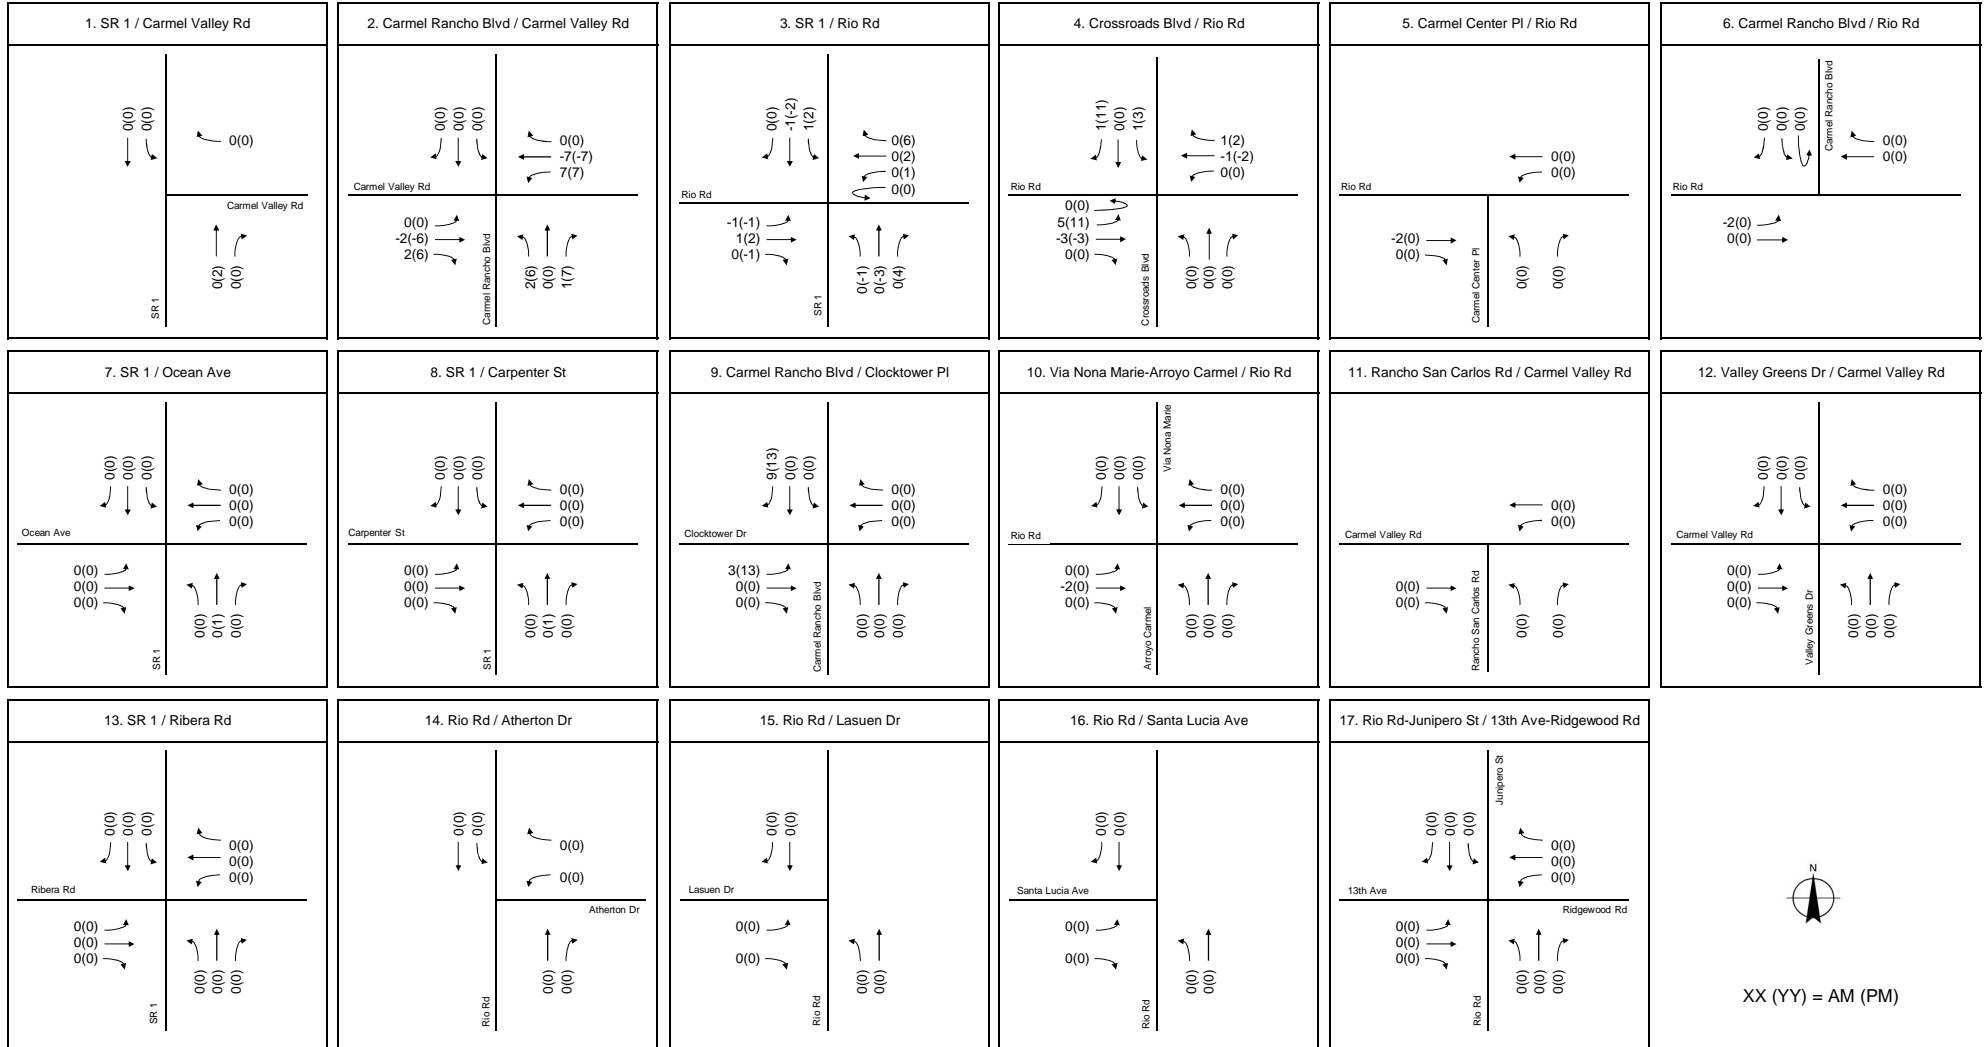 1. SR 1 / Carmel Valley Rd
0(0)
0(0)
0(0)
Carmel Valley Rd
0(2)
0(0)
SR 1
2. Carmel Rancho Blvd / Carmel Valley Rd
0(0)
0(0)
0(0)
0(0)
-7(-7)
7(7)
Carmel Valley Rd
0(0)
-2(-6)
2(6)
Carmel Rancho Blvd
2(6)
0(0)
1(7)
3. SR 1 / Rio Rd
0(0)
-1(-2)
1(2)
0(6)
0(2)
0(1)
0(0)
Rio Rd
-1(-1)
1(2)
0(-1)
0(-1)
0(-3)
0(4)
SR 1
4. Crossroads Blvd / Rio Rd
1(11)
0(0)
1(3)
1(2)
-1(-2)
0(0)
Rio Rd
0(0)
5(11)
-3(-3)
0(0)
Crossroads Blvd
0(0)
0(0)
0(0)
5. Carmel Center Pl / Rio Rd
0(0)
0(0)
Rio Rd
-2(0)
0(0)
Carmel Center Pl
0(0)
0(0)
6. Carmel Rancho Blvd / Rio Rd
Carmel Rancho Blvd
0(0)
0(0)
0(0)
0(0)
0(0)
Rio Rd
-2(0)
0(0)
7. SR 1 / Ocean Ave
0(0)
0(0)
0(0)
0(0)
0(0)
0(0)
Ocean Ave
0(0)
0(0)
0(0)
0(0)
0(1)
0(0)
SR 1
8. SR 1 / Carpenter St
0(0)
0(0)
0(0)
0(0)
0(0)
0(0)
Carpenter St
0(0)
0(0)
0(0)
0(0)
0(1)
0(0)
SR 1
9. Carmel Rancho Blvd / Clocktower Pl
9(13)
0(0)
0(0)
0(0)
0(0)
0(0)
Clocktower Dr
3(13)
0(0)
0(0)
Carmel Rancho Blvd
0(0)
0(0)
0(0)
10. Via Nona Marie-Arroyo Carmel / Rio Rd
Via Nona Marie
0(0)
0(0)
0(0)
0(0)
0(0)
0(0)
Rio Rd
0(0)
-2(0)
0(0)
Arroyo Carmel
0(0)
0(0)
0(0)
11. Rancho San Carlos Rd / Carmel Valley Rd
0(0)
0(0)
Carmel Valley Rd
0(0)
0(0)
Rancho San Carlos Rd
0(0)
0(0)
12. Valley Greens Dr / Carmel Valley Rd
0(0)
0(0)
0(0)
0(0)
0(0)
0(0)
Carmel Valley Rd
0(0)
0(0)
0(0)
Valley Greens Dr
0(0)
0(0)
0(0)
13. SR 1 / Ribera Rd
0(0)
0(0)
0(0)
0(0)
0(0)
0(0)
Ribera Rd
0(0)
0(0)
0(0)
0(0)
0(0)
0(0)
SR 1
14. Rio Rd / Atherton Dr
0(0)
0(0)
0(0)
0(0)
Atherton Dr
0(0)
0(0)
Rio Rd
15. Rio Rd / Lasuen Dr
0(0)
0(0)
Lasuen Dr
0(0)
0(0)
0(0)
0(0)
Rio Rd
16. Rio Rd / Santa Lucia Ave
0(0)
0(0)
Santa Lucia Ave
0(0)
0(0)
0(0)
0(0)
Rio Rd
17. Rio Rd-Junipero St / 13th Ave-Ridgewood Rd
Junipero St
0(0)
0(0)
0(0)
0(0)
0(0)
0(0)
13th Ave
Ridgewood Rd
0(0)
0(0)
0(0)
0(0)
0(0)
0(0)
Rio Rd
N
XX (YY) = AM (PM)